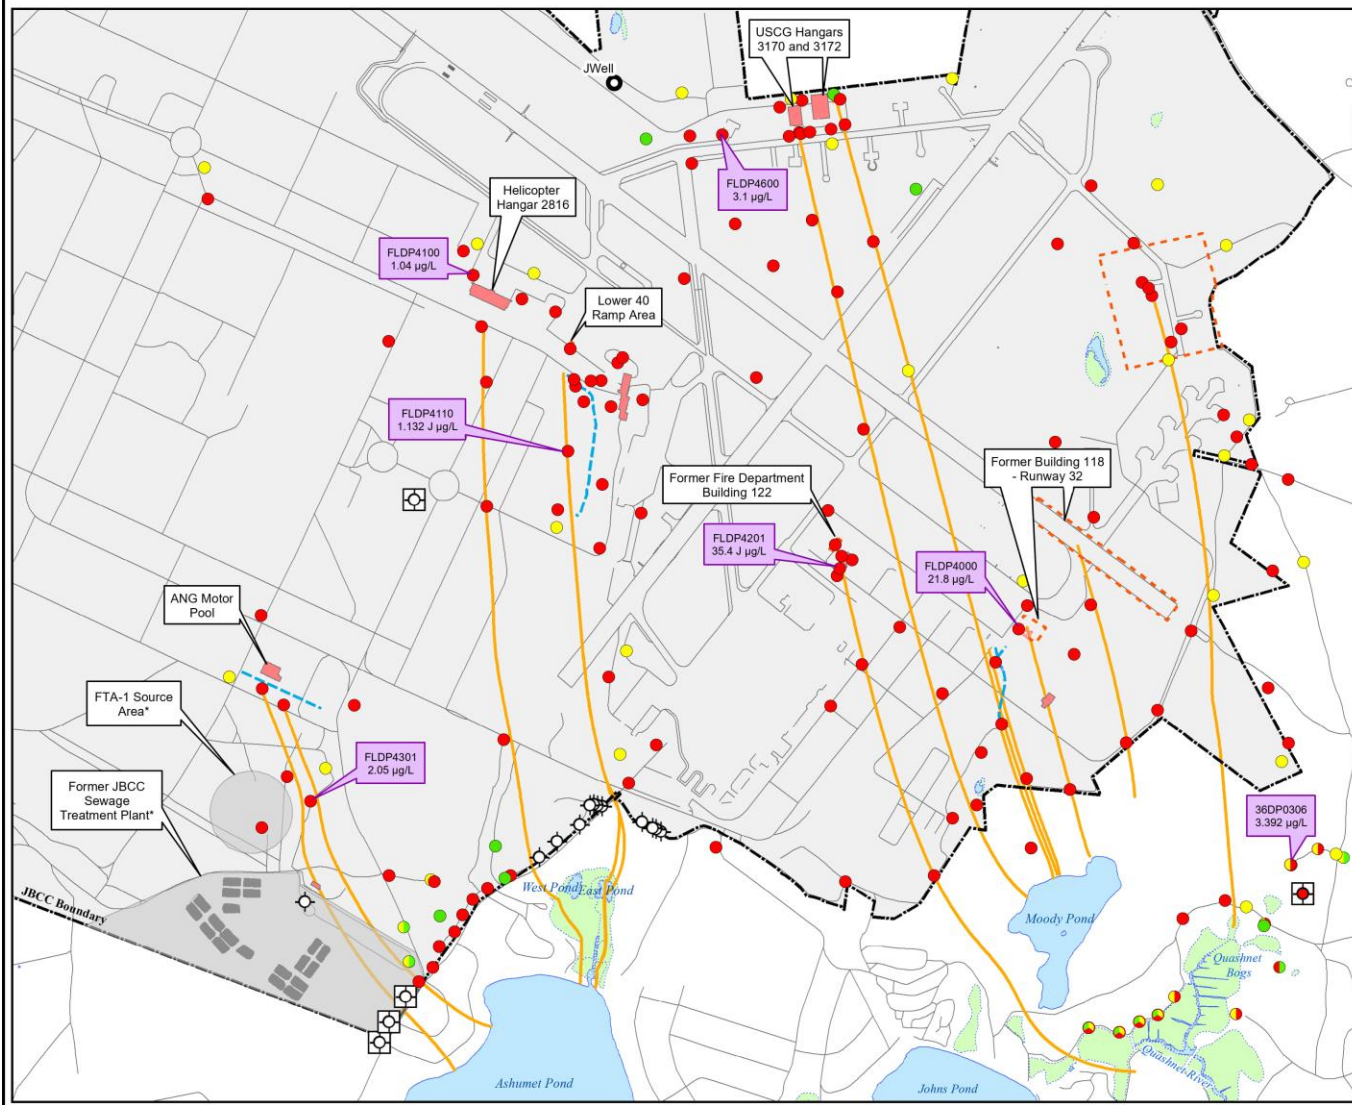 USCG Hangars
3170 and 3172
JWell
FLDP4600
3.1 µg/L
Helicopter
Hangar 2816
FLDP4100
1.04 µg/L
Lower 40
Ramp Area
FLDP4110
1.132 J µg/L
Former Fire Department
Building 122
Former Building 118
- Runway 32
FLDP4201
35.4 J µg/L
FLDP4000
21.8 µg/L
ANG Motor
Pool
FTA-1 Source
Area*
FLDP4301
2.05 µg/L
Former JBCC
Sewage
Treatment Plant*
36DP0306
3.392 µg/L
JBCC Boundary
West Pond
East Pond
Moody Pond
Quashnet
Bogs
Quashnet River
Ashumet Pond
Johns Pond